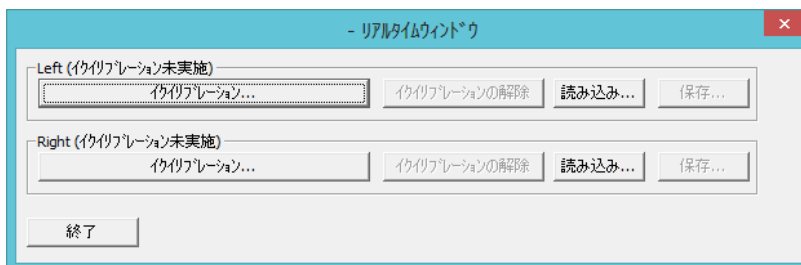 - ﾘｱﾙﾀｲﾑｳｨﾝﾄﾞｳ
×
Left (ｲｸｲﾘﾌﾞﾚｰｼｮﾝ未実施)
ｲｸｲﾘﾌﾞﾚｰｼｮﾝ... ｲｸｲﾘﾌﾞﾚｰｼｮﾝの解除 読み込み... 保存...
Right (ｲｸｲﾘﾌﾞﾚｰｼｮﾝ未実施)
ｲｸｲﾘﾌﾞﾚｰｼｮﾝ... ｲｸｲﾘﾌﾞﾚｰｼｮﾝの解除 読み込み... 保存...
終了